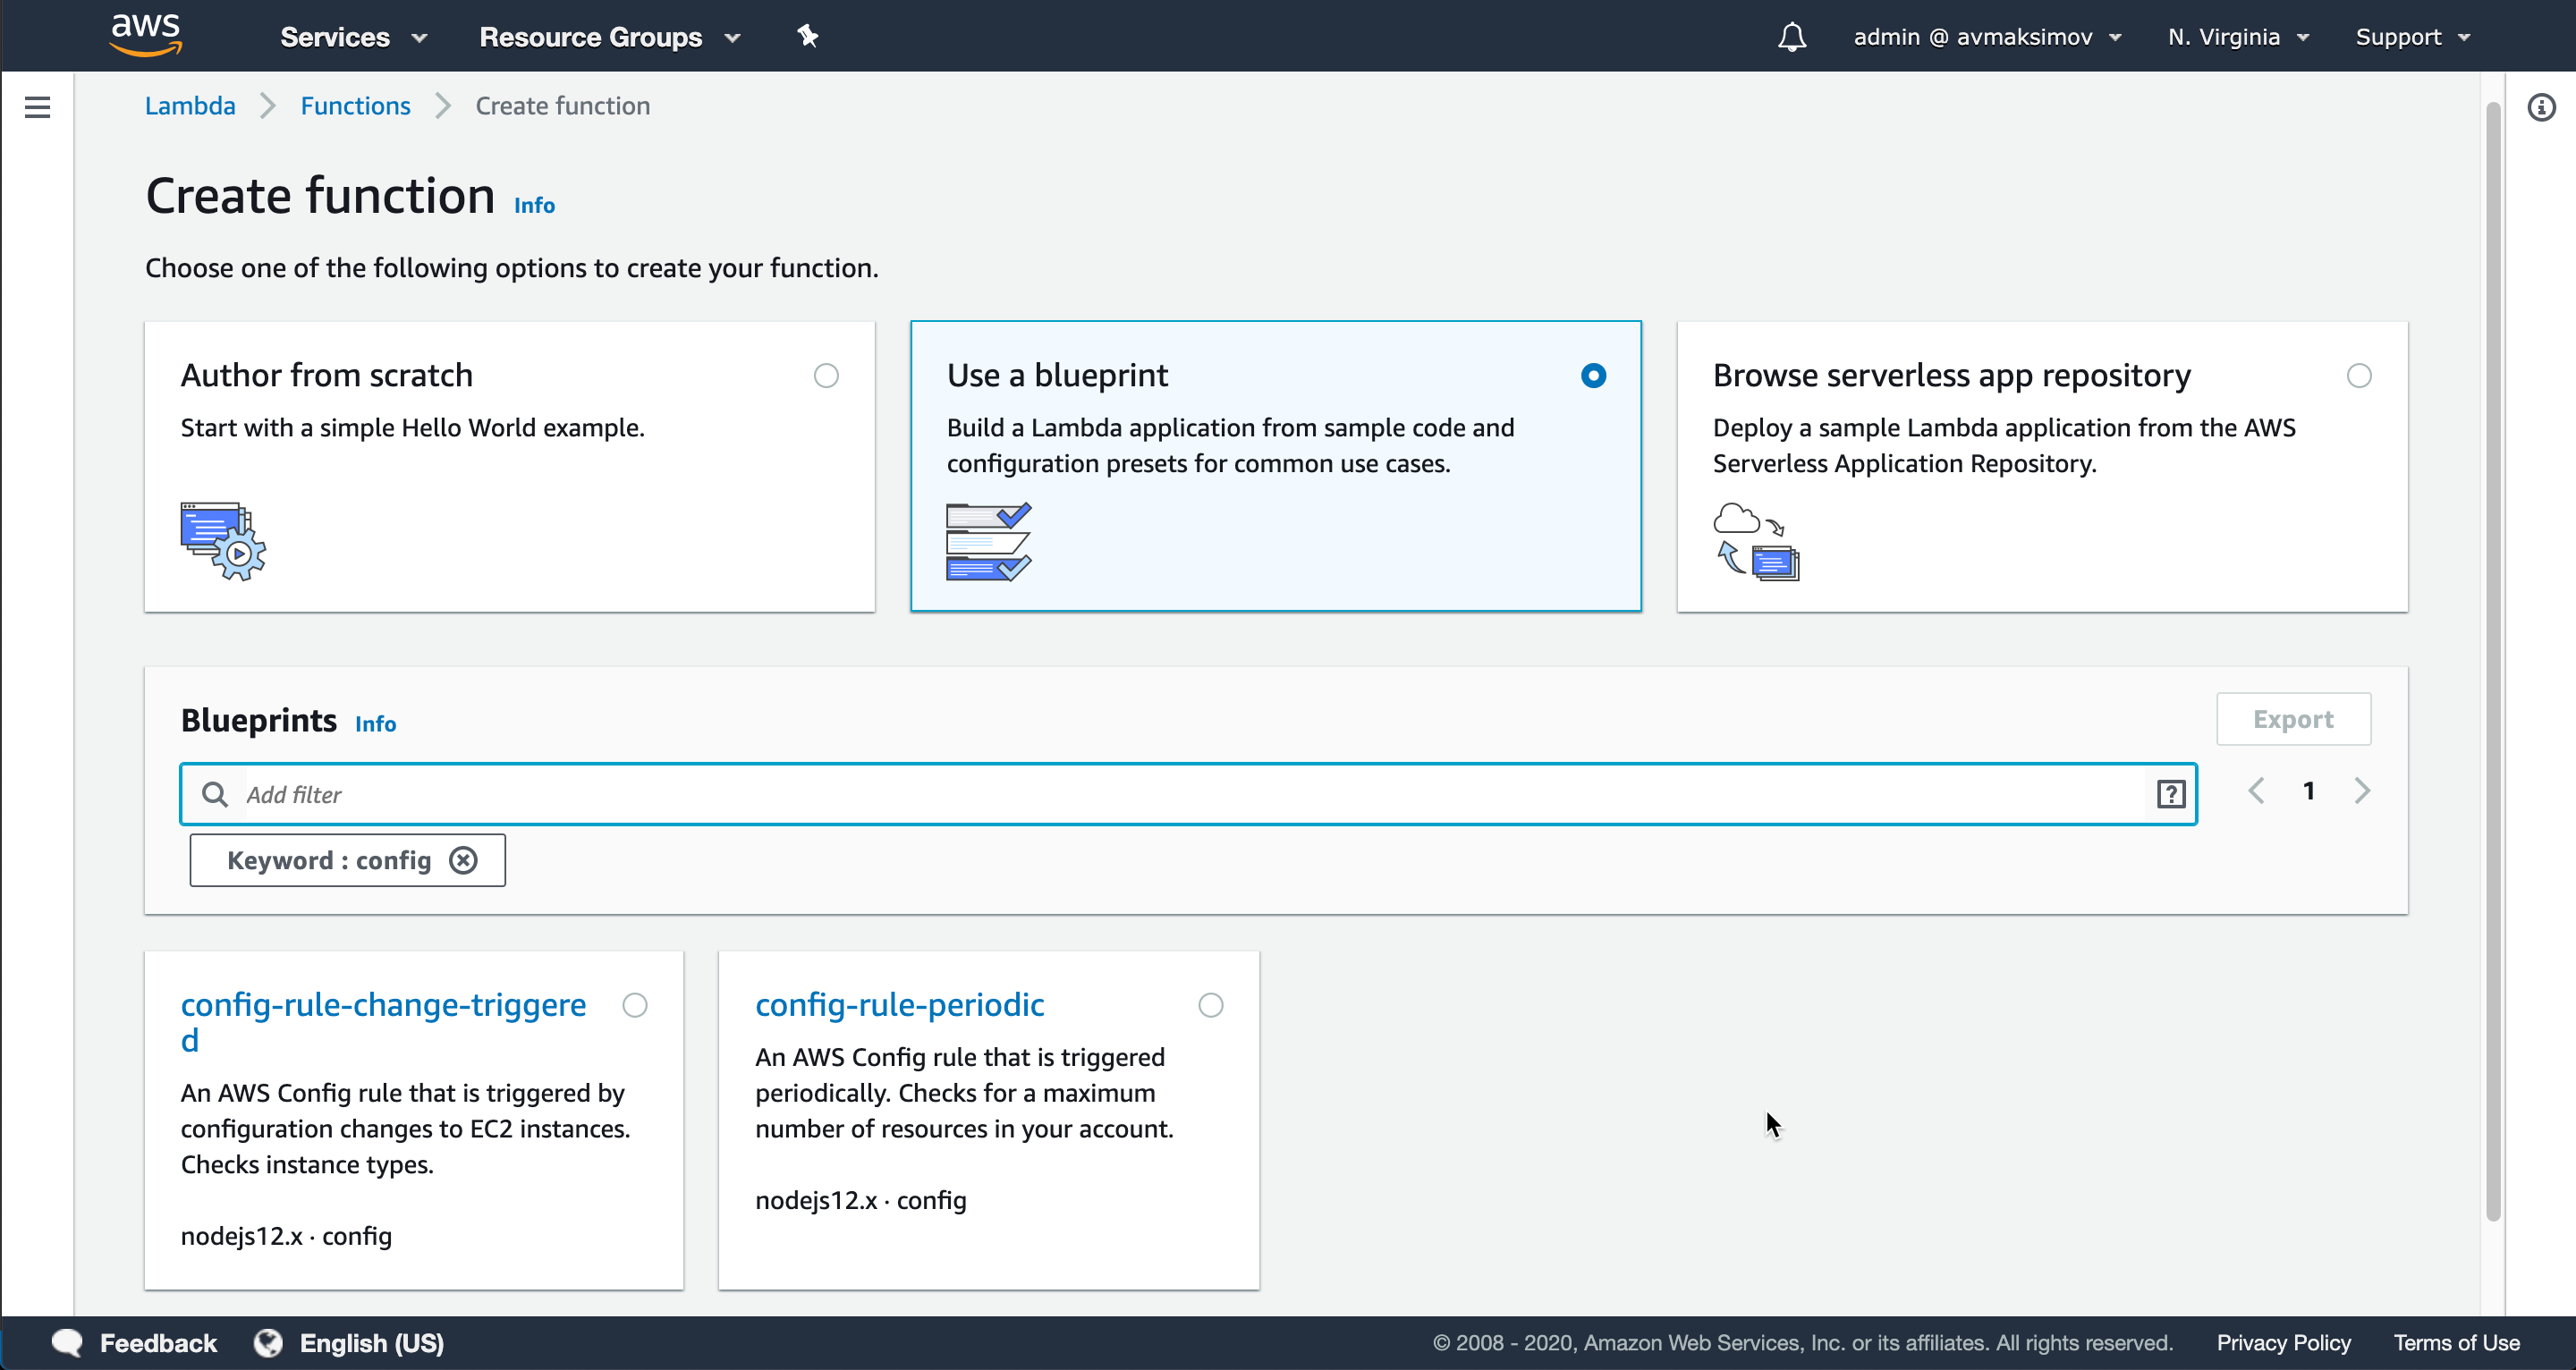 aws
Services
Resource Groups
admin @ avmaksimov
N. Virginia
Support
Lambda
Functions
Create function
Create function Info
Choose one of the following options to create your function.
Author from scratch
Start with a simple Hello World example.
Use a blueprint
Build a Lambda application from sample code and
configuration presets for common use cases.
Browse serverless app repository
Deploy a sample Lambda application from the AWS
Serverless Application Repository.
Blueprints Info
Export
Add filter
?
1
Keyword : config
config-rule-change-triggere
d
An AWS Config rule that is triggered by
configuration changes to EC2 instances.
Checks instance types.
nodejs12.x · config
config-rule-periodic
An AWS Config rule that is triggered
periodically. Checks for a maximum
number of resources in your account.
nodejs12.x · config
Feedback
English (US)
© 2008 - 2020, Amazon Web Services, Inc. or its affiliates. All rights reserved.
Privacy Policy
Terms of Use